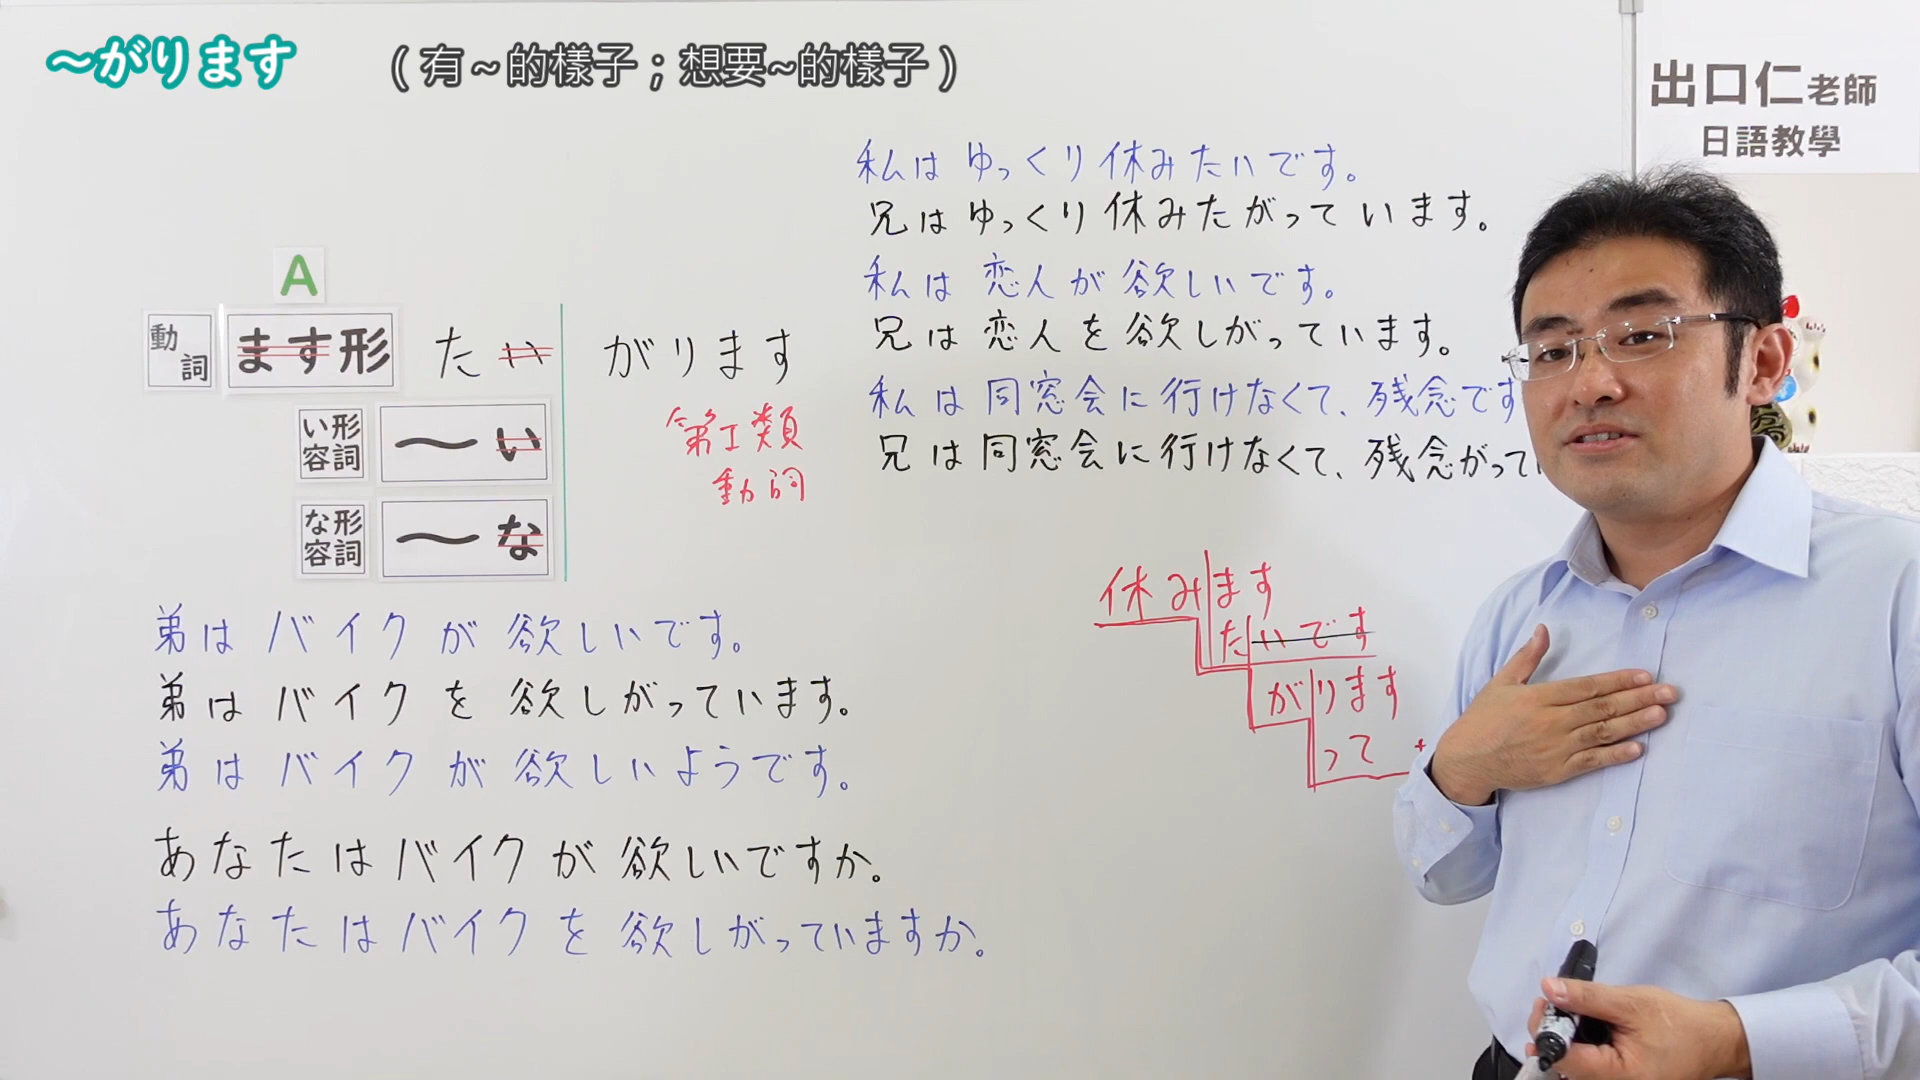 ～がります （有～的樣子；想要~的樣子）
出口仁老師
日語教學
A
動詞 ます形 たい がります
い形容詞 ～い
な形容詞 ～な
第I類
動詞
私はゆっくり休みたいです。
兄はゆっくり休みたがっています。
私は恋人が欲しいです。
兄は恋人を欲しがっています。
私は同窓会に行けなくて、残念です
兄は同窓会に行けなくて、残念がってい
休みます
たいです
がります
って +
弟はバイクが欲しいです。
弟はバイクを欲しがっています。
弟はバイクが欲しいようです。
あなたはバイクが欲しいですか。
あなたはバイクを欲しがっていますか。